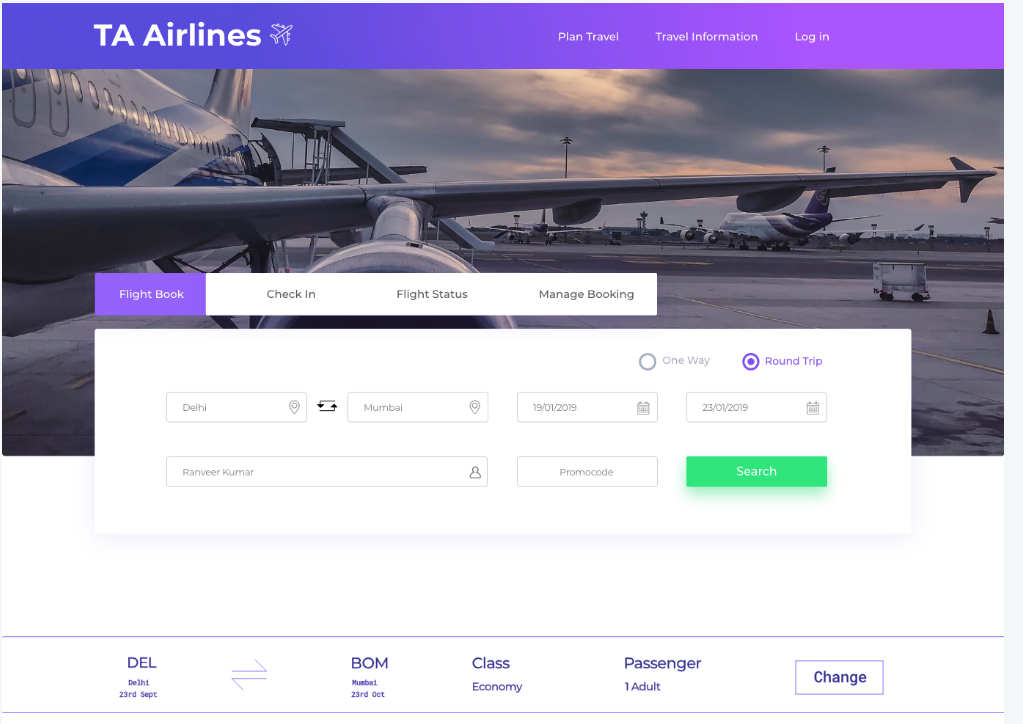 TA Airlines
Plan Travel Travel Information Log in
Flight Book Check In Flight Status Manage Booking
One Way Round Trip
Delhi Mumbai 19/01/2019 23/01/2019
Ranveer Kumar Promocode Search
DEL BOM Class Passenger
Delhi Mumbai Economy 1 Adult Change
23rd Sept 23rd Oct